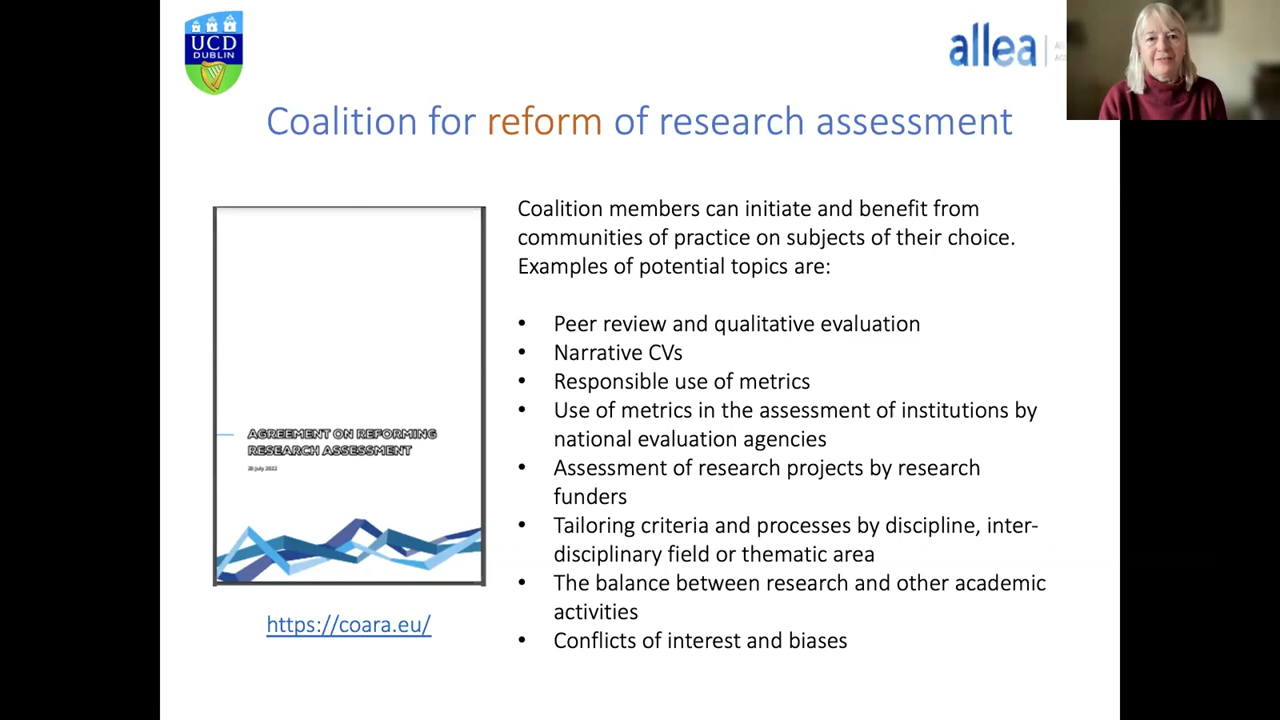 UCD
DUBLIN
allea
Coalition for reform of research assessment
Coalition members can initiate and benefit from
communities of practice on subjects of their choice.
Examples of potential topics are:
• Peer review and qualitative evaluation
• Narrative CVs
• Responsible use of metrics
• Use of metrics in the assessment of institutions by
national evaluation agencies
• Assessment of research projects by research
funders
• Tailoring criteria and processes by discipline, inter-
disciplinary field or thematic area
• The balance between research and other academic
activities
• Conflicts of interest and biases
AGREEMENT ON REFORMING
RESEARCH ASSESSMENT
20 July 2022
https://coara.eu/